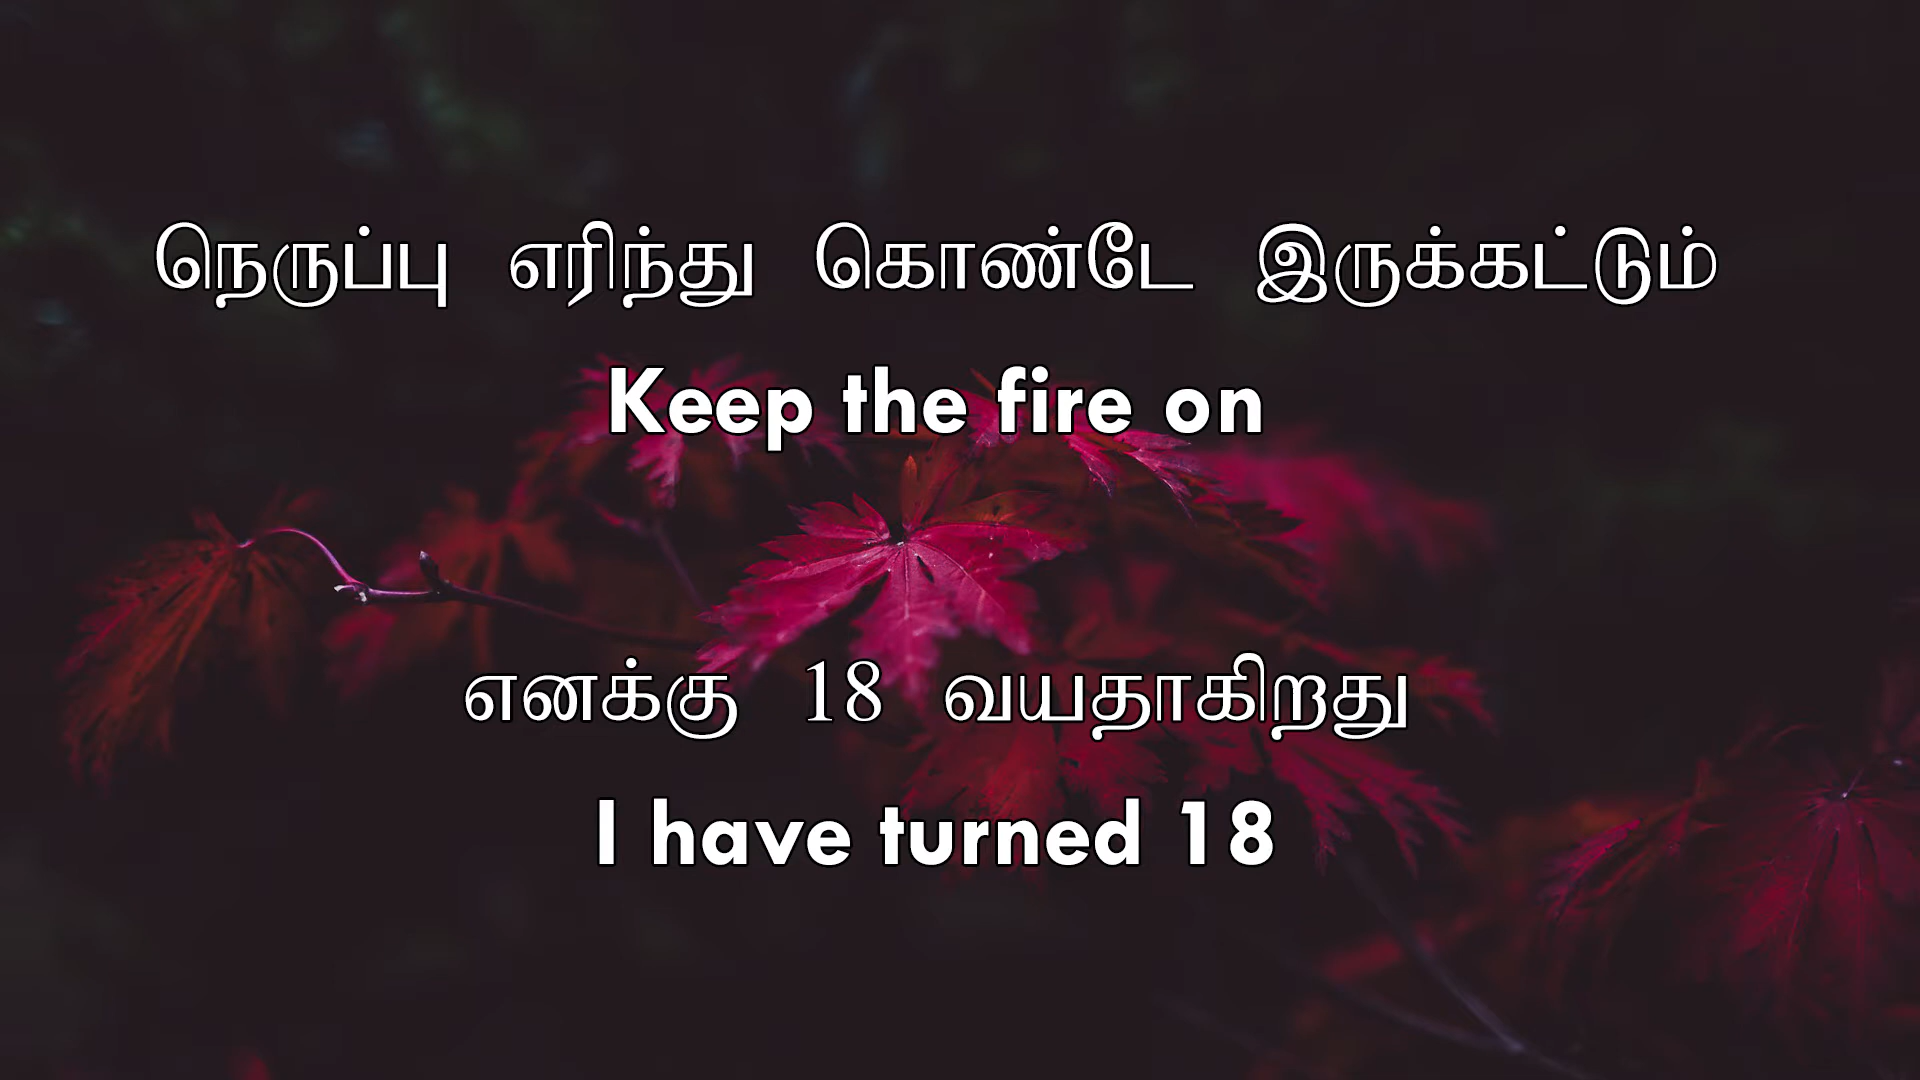 நெருப்பு எரிந்து கொண்டே இருக்கட்டும்
Keep the fire on
எனக்கு 18 வயதாகிறது
I have turned 18